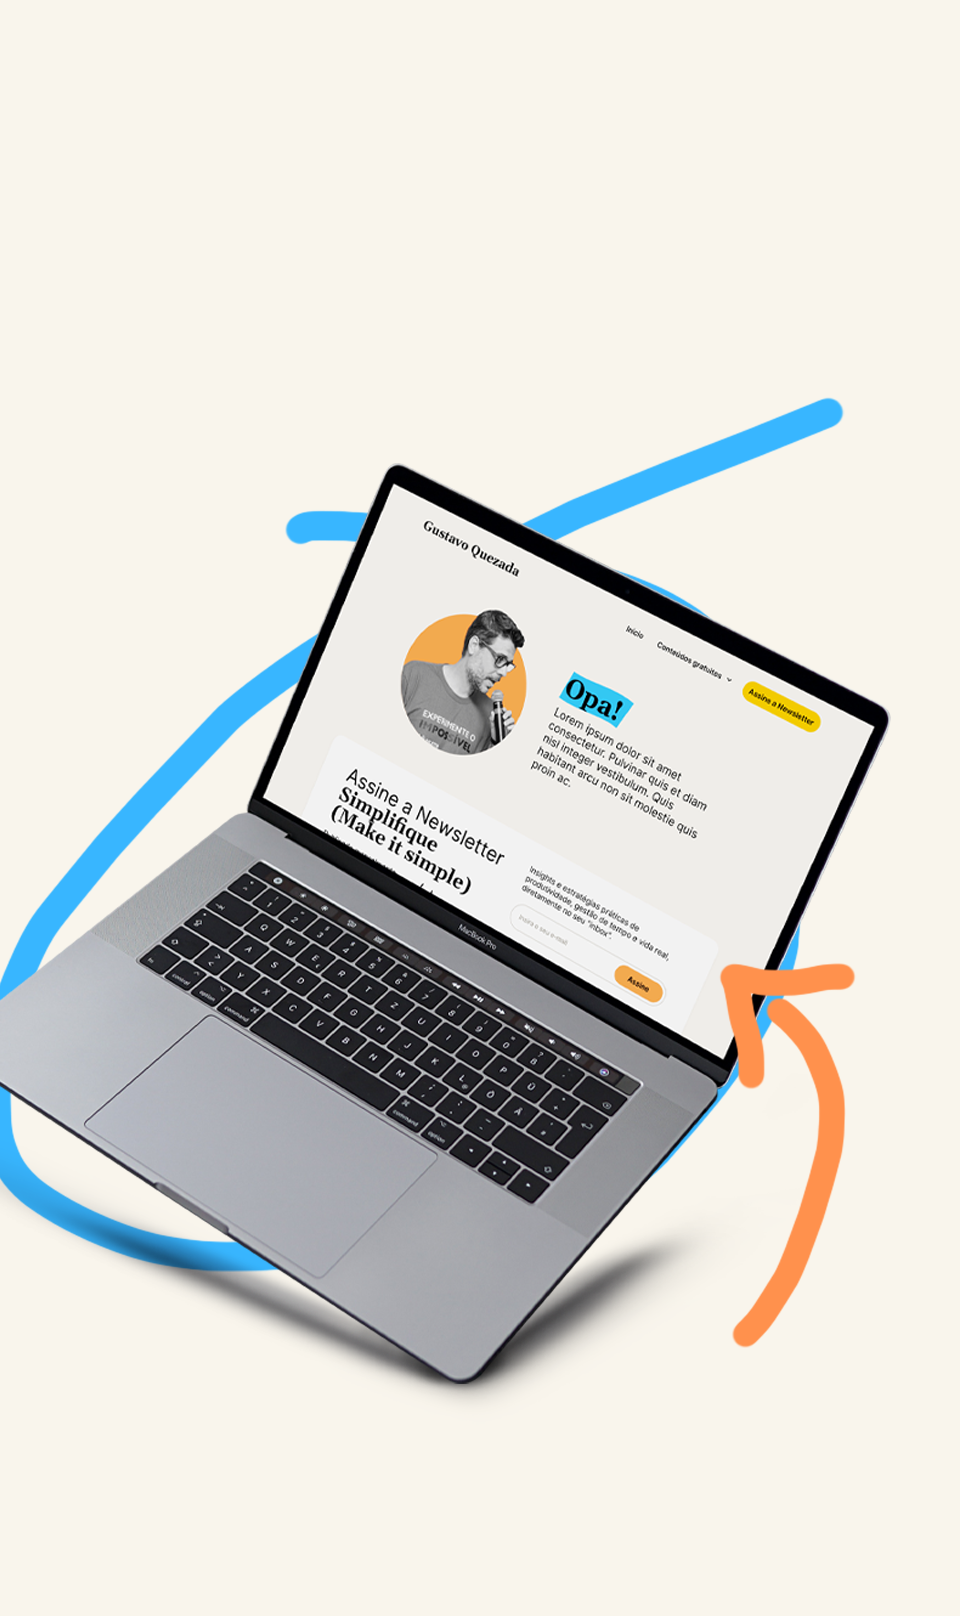 Gustavo Quezada
Início
Conteúdos gratuitos
Assine a Newsletter
EXPERIMENTE O
IMPOSSÍVEL
Opa!
Lorem ipsum dolor sit amet
consectetur. Pulvinar quis et diam
nisl integer vestibulum. Quis
habitant arcu non sit molestie quis
proin ac.
Assine a Newsletter
Simplifique
(Make it simple)
Insights e estratégias práticas de
produtividade, gestão de tempo e vida real,
diretamente no seu "inbox".
Insira o seu e-mail
Assine
MacBook Pro
Q W E R T Z U I O P Ü
A S D F G H J K L Ö Ä
Y X C V B N M
fn
control
option
command
command
option